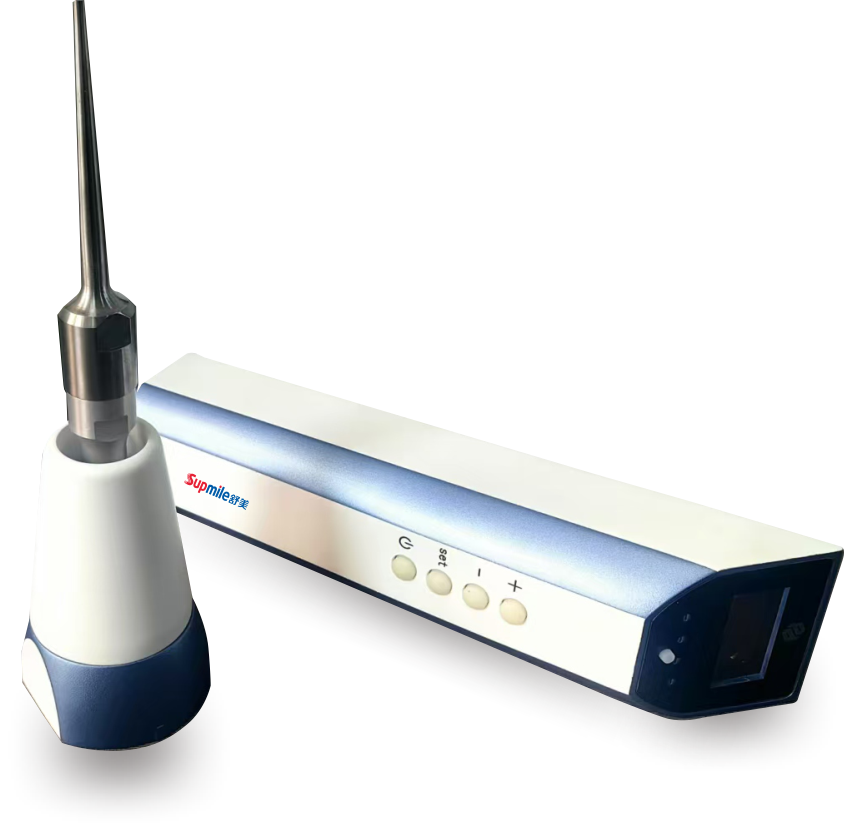 Supmile舒美
set
- +